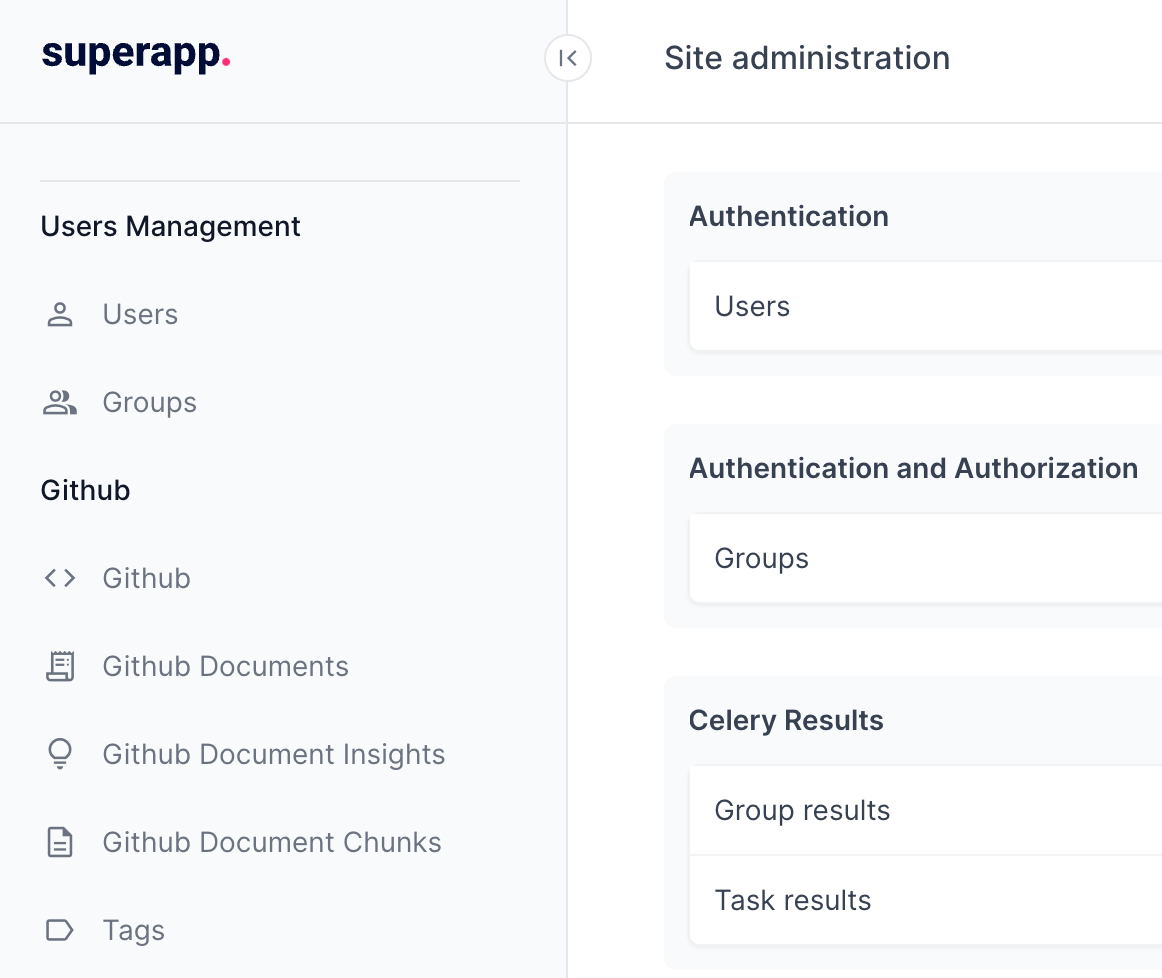 superapp.
Users Management
Users
Groups
Github
Github
Github Documents
Github Document Insights
Github Document Chunks
Tags
Site administration
Authentication
Users
Authentication and Authorization
Groups
Celery Results
Group results
Task results